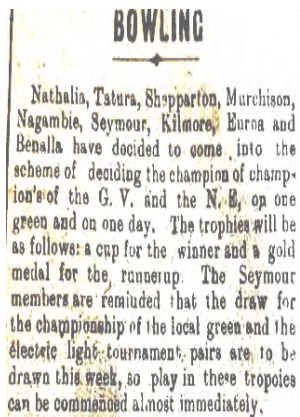 BOWLING
Nathalia, Tatura, Shepparton, Murchison,
Nagambie, Seymour, Kilmore, Euroa and
Benalla have decided to come into the
scheme of deciding the champion of champ-
ion's of the G. V. and the N. E. on one
green and on one day. The trophies will be
as follows: a cup for the winner and a gold
medal for the runnerup. The Seymour
members are remiuded that the draw for
the championship of the local green and the
electric light tournament pairs are to be
drawn this week, so play in these tropoies
can be commenced almost immediately.